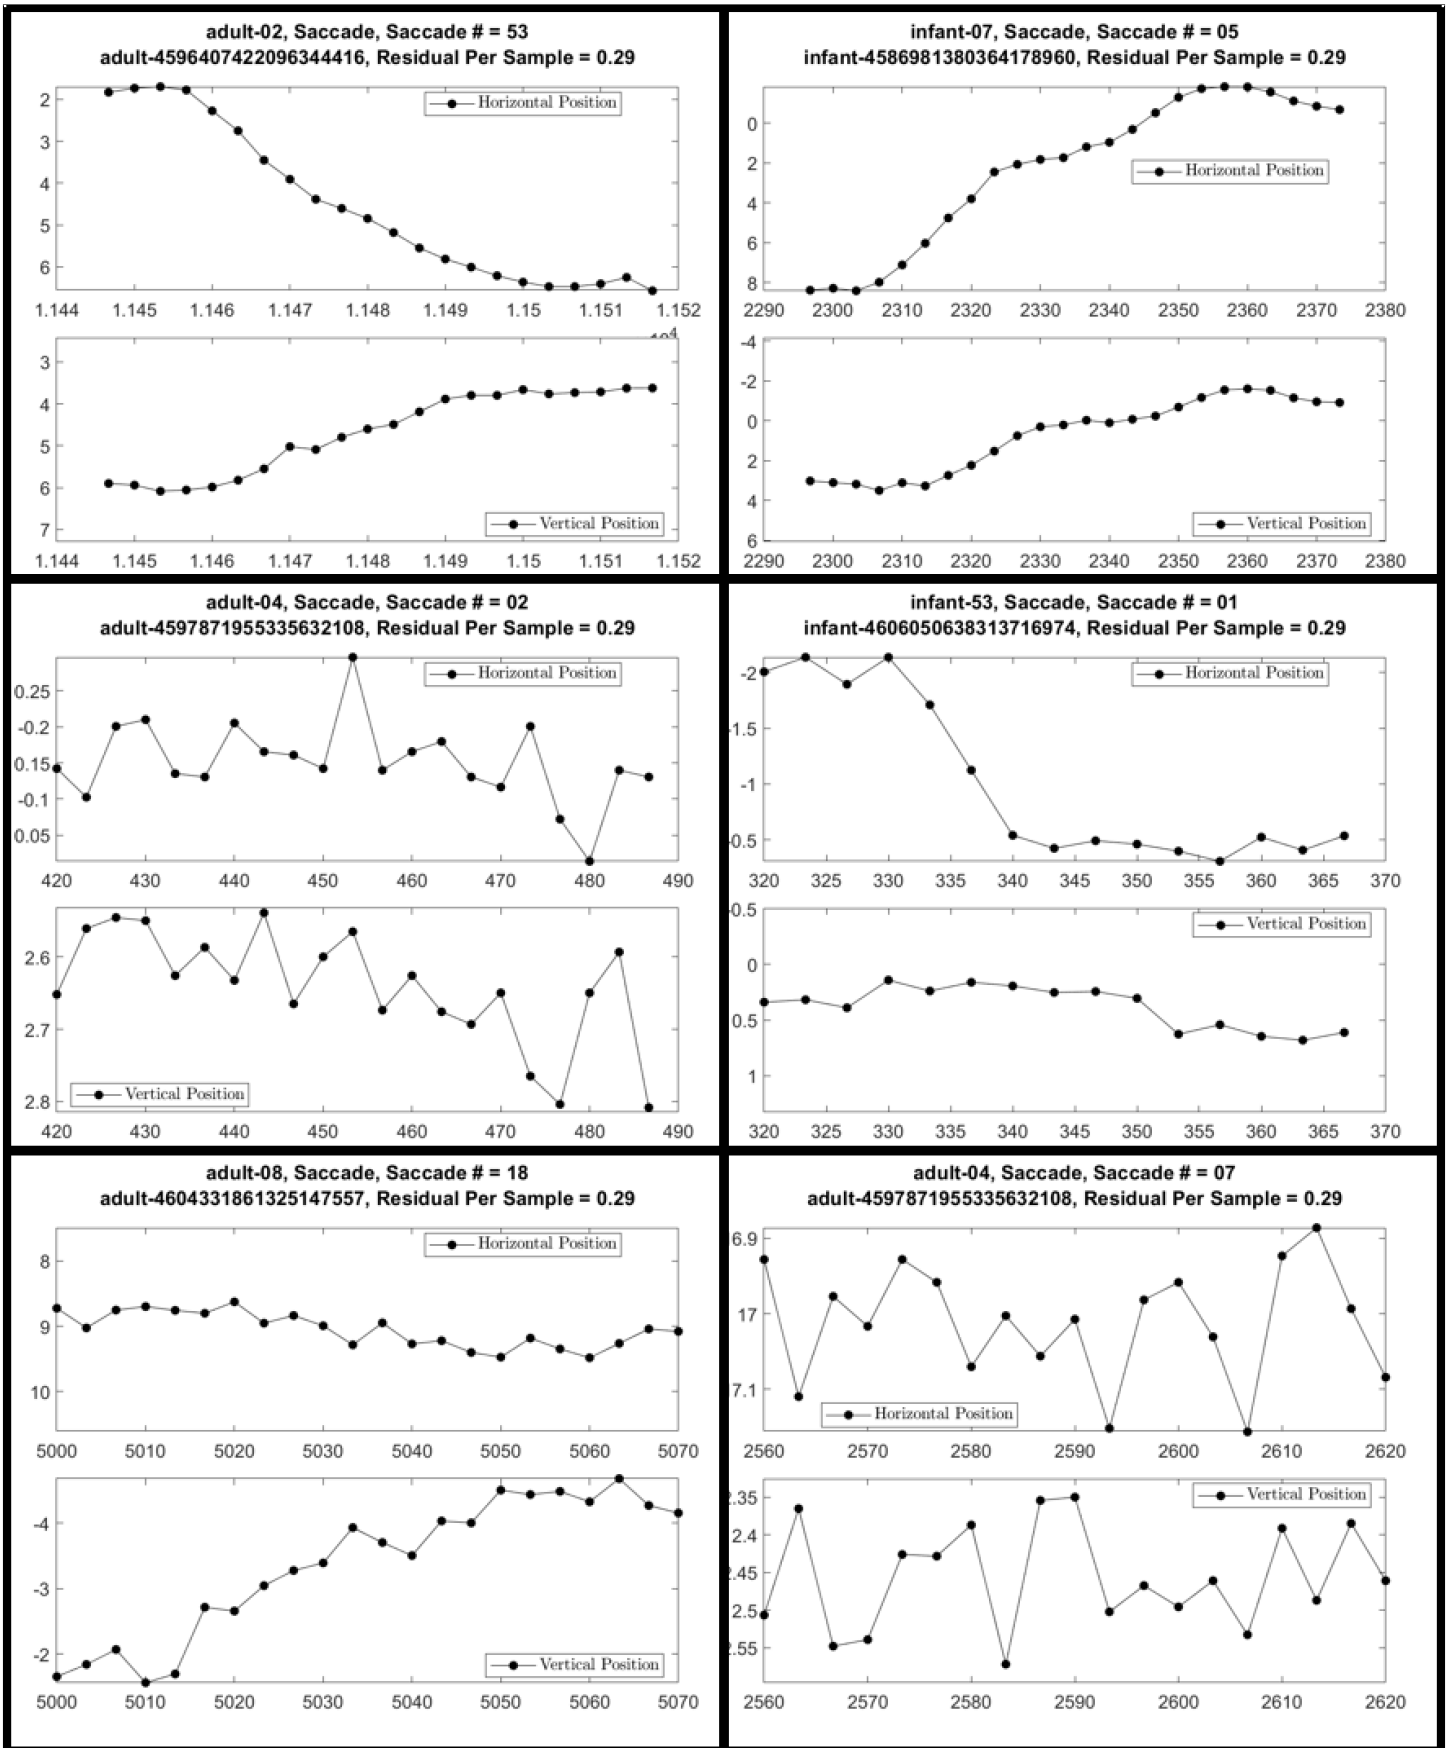 adult-02, Saccade, Saccade # = 53
adult-4596407422096344416, Residual Per Sample = 0.29
Horizontal Position
2
3
4
5
6
1.144 1.145 1.146 1.147 1.148 1.149 1.15 1.151 1.152
3
4
5
6
7
Vertical Position
1.144 1.145 1.146 1.147 1.148 1.149 1.15 1.151 1.152
infant-07, Saccade, Saccade # = 05
infant-4586981380364178960, Residual Per Sample = 0.29
0
2
4
6
8
Horizontal Position
2290 2300 2310 2320 2330 2340 2350 2360 2370 2380
-4
-2
0
2
4
6
Vertical Position
2290 2300 2310 2320 2330 2340 2350 2360 2370 2380
adult-04, Saccade, Saccade # = 02
adult-4597871955335632108, Residual Per Sample = 0.29
Horizontal Position
0.25
-0.2
0.15
-0.1
0.05
420 430 440 450 460 470 480 490
2.6
2.7
2.8
Vertical Position
420 430 440 450 460 470 480 490
infant-53, Saccade, Saccade # = 01
infant-4606050638313716974, Residual Per Sample = 0.29
Horizontal Position
-2
-1.5
-1
0.5
320 325 330 335 340 345 350 355 360 365 370
0.5
Vertical Position
0
0.5
1
320 325 330 335 340 345 350 355 360 365 370
adult-08, Saccade, Saccade # = 18
adult-4604331861325147557, Residual Per Sample = 0.29
Horizontal Position
8
9
10
5000 5010 5020 5030 5040 5050 5060 5070
-4
-3
-2
Vertical Position
5000 5010 5020 5030 5040 5050 5060 5070
adult-04, Saccade, Saccade # = 07
adult-4597871955335632108, Residual Per Sample = 0.29
6.9
17
7.1
Horizontal Position
2560 2570 2580 2590 2600 2610 2620
2.35
Vertical Position
2.4
2.45
2.5
2.55
2560 2570 2580 2590 2600 2610 2620